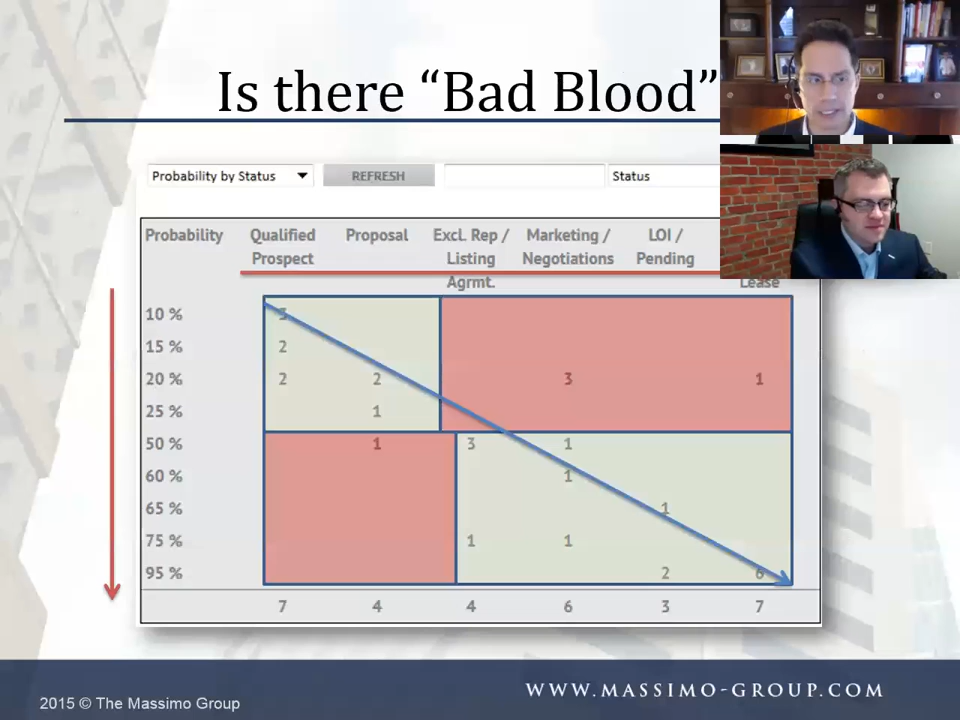 Is there “Bad Blood”
Probability by Status REFRESH Status
Probability Qualified Prospect Proposal Excl. Rep / Listing Agrmt. Marketing / Negotiations LOI / Pending Lease
10 % 3
15 % 2
20 % 2 2 3 1
25 % 1
50 % 1 3 1
60 % 1
65 % 1
75 % 1 1
95 % 2 6
7 4 4 6 3 7
2015 © The Massimo Group
WWW.MASSIMO-GROUP.COM